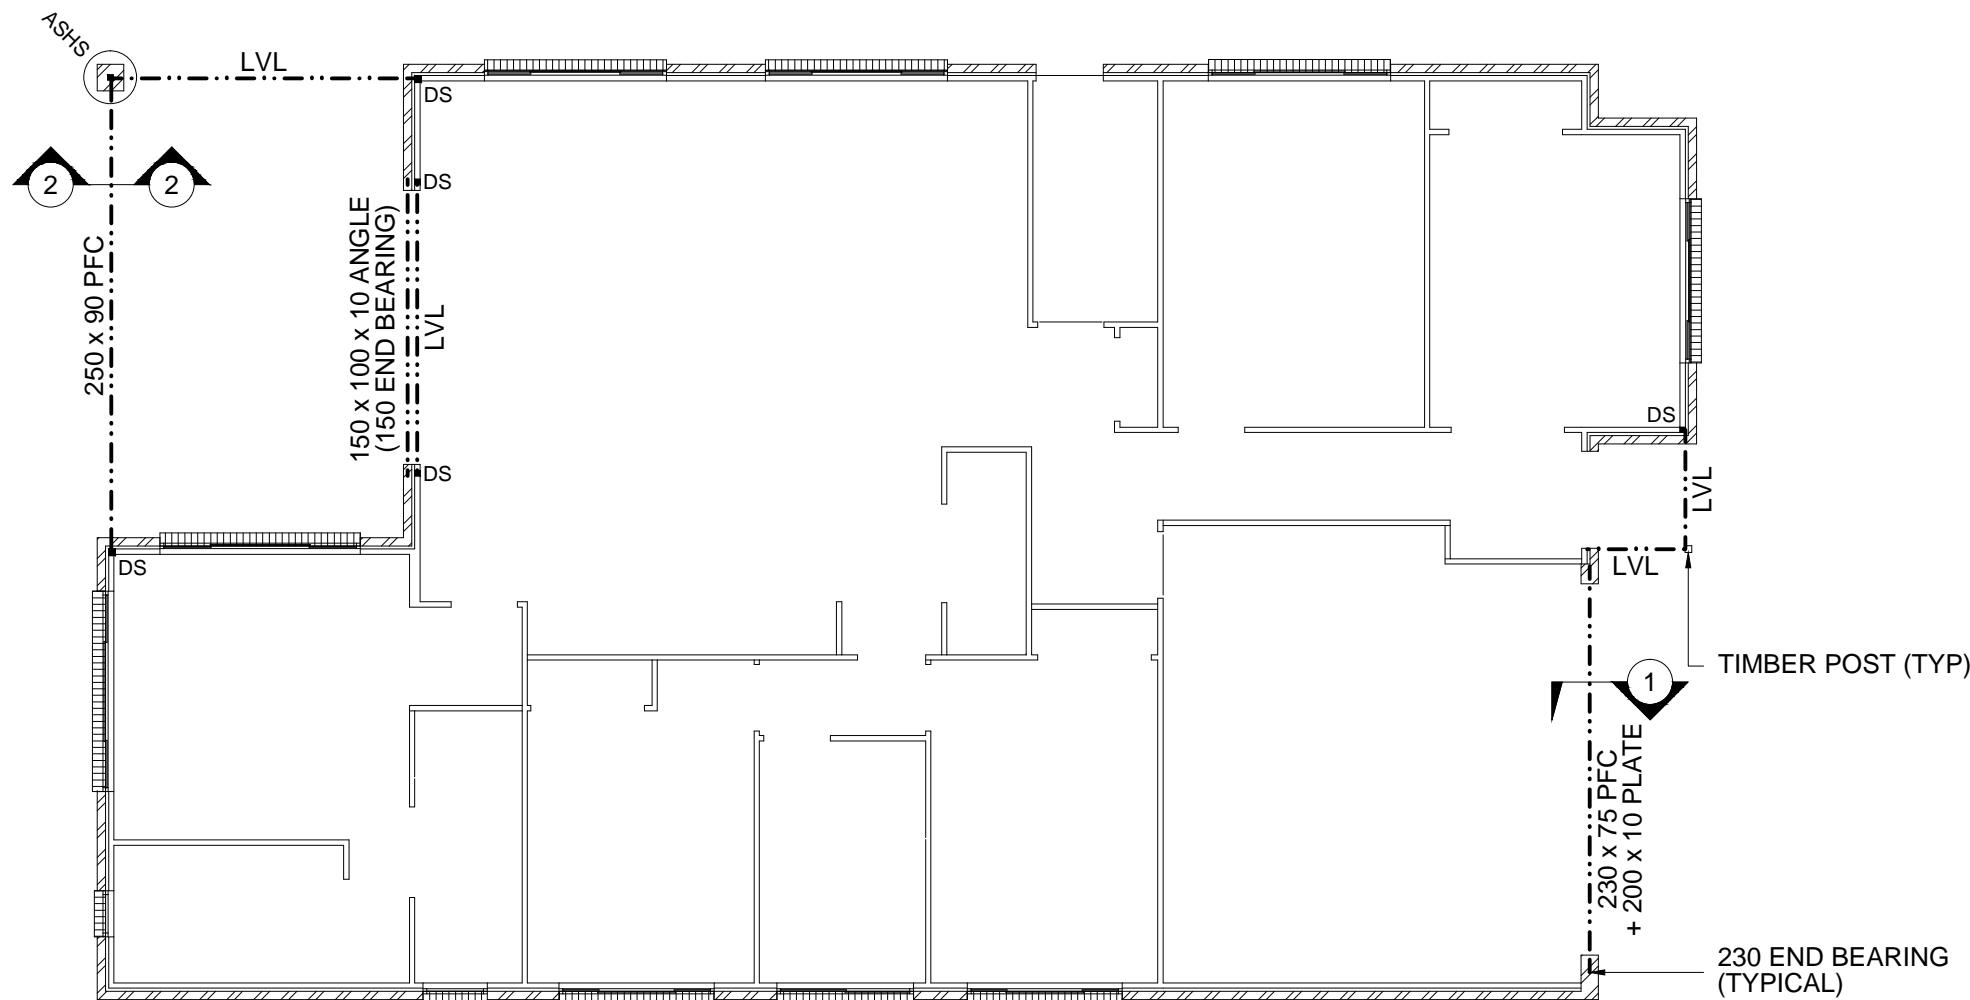 ASHS
LVL
DS
DS
2
2
250 x 90 PFC
150 x 100 x 10 ANGLE
(150 END BEARING)
LVL
DS
DS
LVL
DS
LVL
TIMBER POST (TYP)
1
230 x 75 PFC
+ 200 x 10 PLATE
230 END BEARING
(TYPICAL)